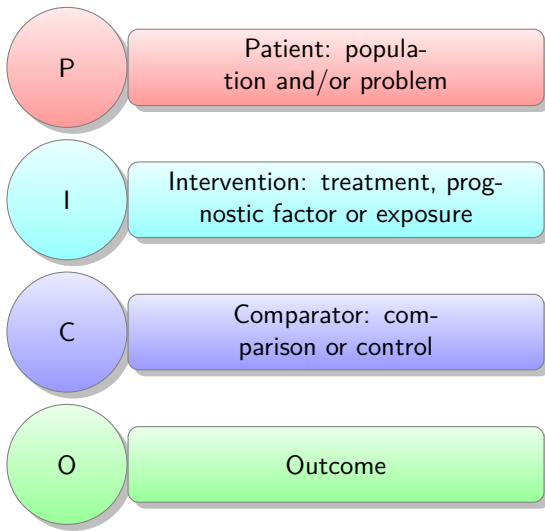 P
Patient: popula-
tion and/or problem
I
Intervention: treatment, prog-
nostic factor or exposure
C
Comparator: com-
parison or control
O
Outcome